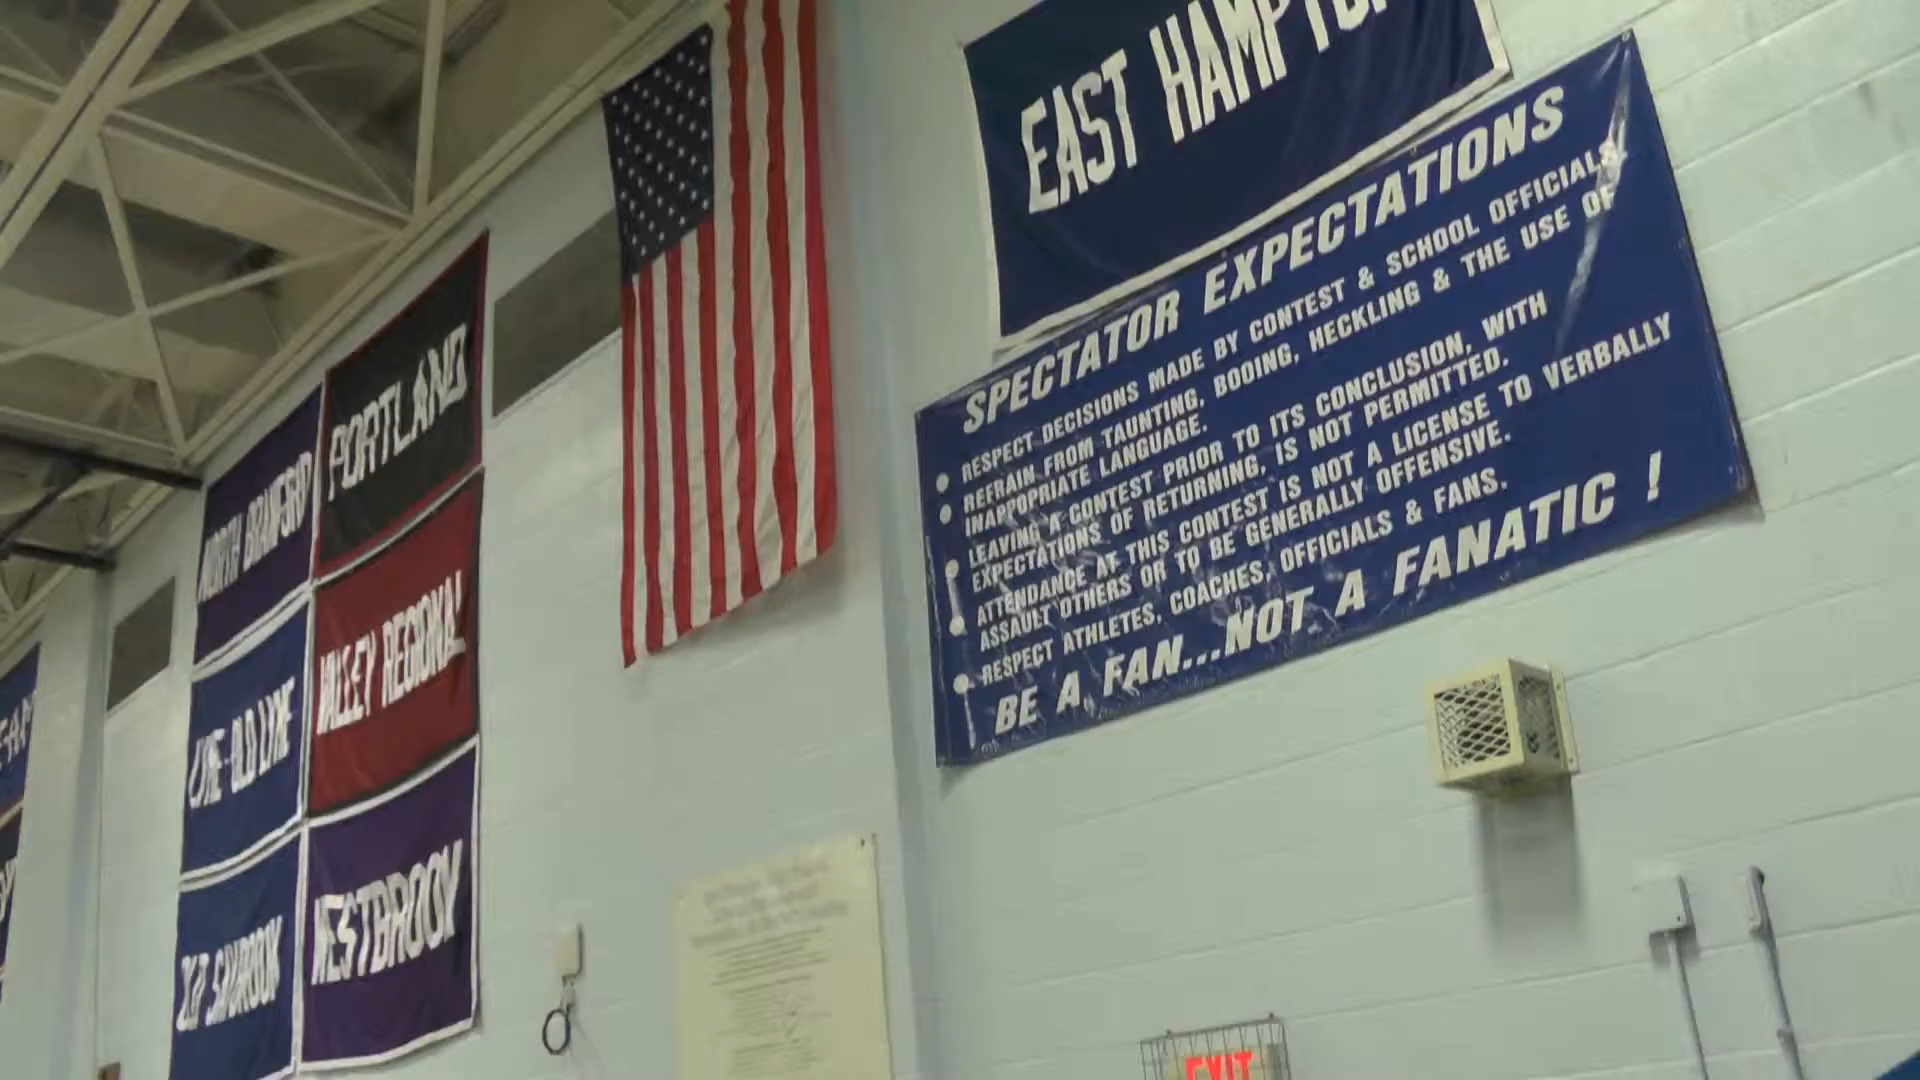 EAST HAMPTON
SPECTATOR EXPECTATIONS
RESPECT DECISIONS MADE BY CONTEST & SCHOOL OFFICIALS.
REFRAIN FROM TAUNTING, BOOING, HECKLING & THE USE OF
INAPPROPRIATE LANGUAGE.
LEAVING A CONTEST PRIOR TO ITS CONCLUSION, WITH
EXPECTATIONS OF RETURNING, IS NOT PERMITTED.
ATTENDANCE AT THIS CONTEST IS NOT A LICENSE TO VERBALLY
ASSAULT OTHERS OR TO BE GENERALLY OFFENSIVE.
RESPECT ATHLETES, COACHES, OFFICIALS & FANS.
BE A FAN...NOT A FANATIC !
PORTLAND
NORTH BRANFORD
VALLEY REGIONAL
LYME-OLD LYME
WESTBROOK
OLD SAYBROOK
EXIT